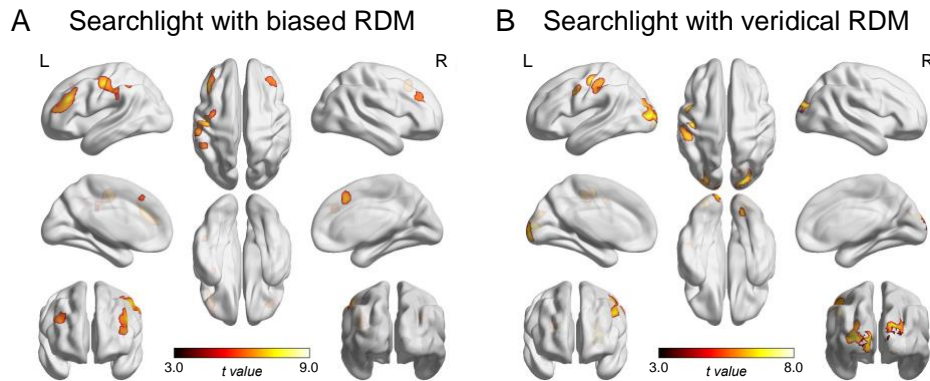 A Searchlight with biased RDM
L R
3.0 9.0
t value
B Searchlight with veridical RDM
L R
3.0 8.0
t value